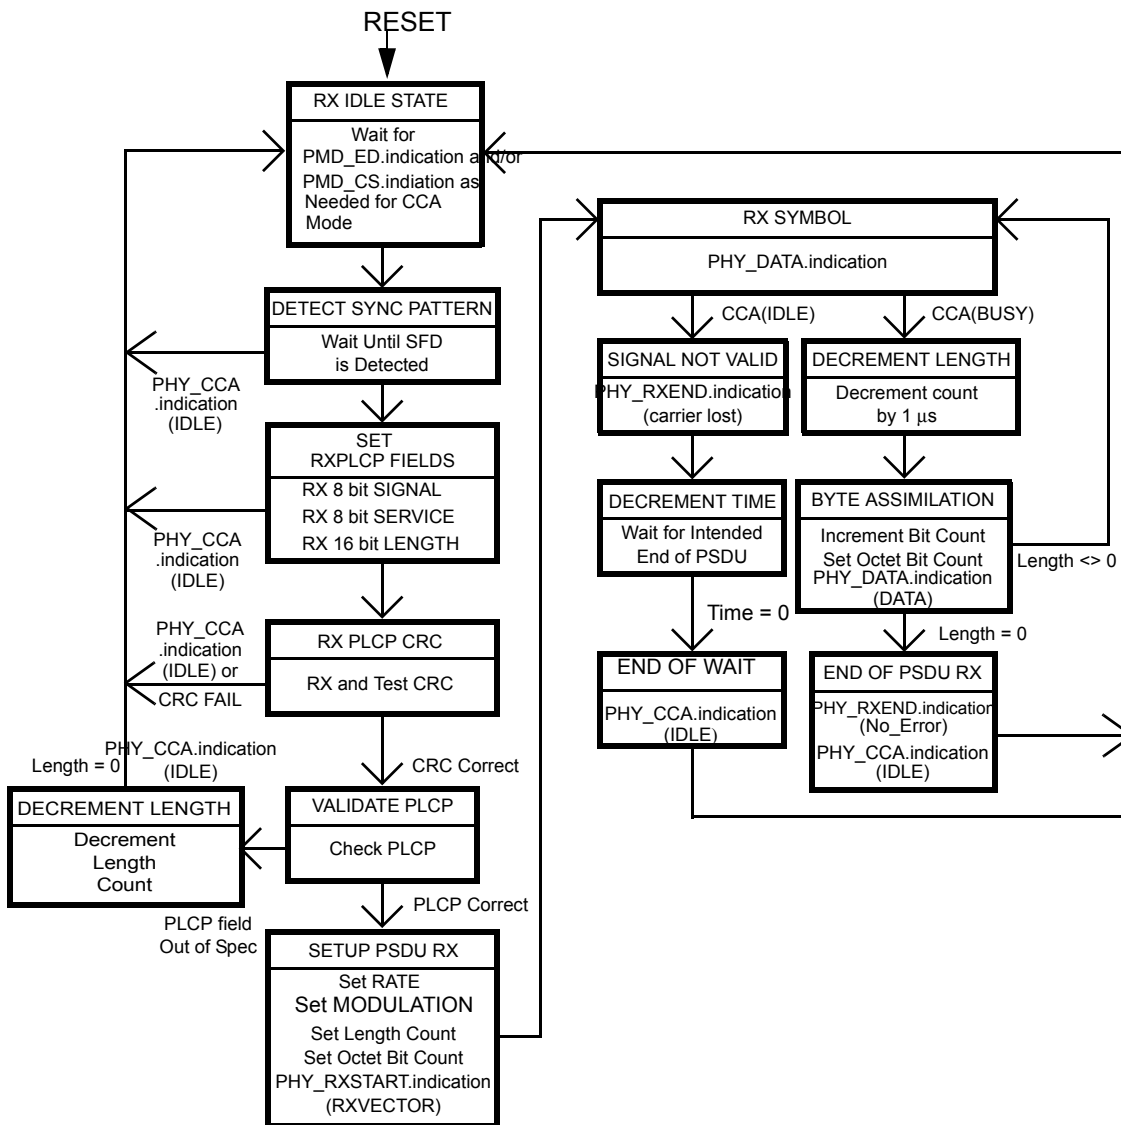 RESET
RX IDLE STATE
Wait for
PMD_ED.indication and/or
PMD_CS.indiation as
Needed for CCA
Mode
DETECT SYNC PATTERN
Wait Until SFD
is Detected
PHY_CCA
.indication
(IDLE)
SET
RXPLCP FIELDS
RX 8 bit SIGNAL
RX 8 bit SERVICE
RX 16 bit LENGTH
PHY_CCA
.indication
(IDLE)
RX PLCP CRC
RX and Test CRC
PHY_CCA
.indication
(IDLE) or
CRC FAIL
CRC Correct
PHY_CCA.indication
(IDLE)
Length = 0
DECREMENT LENGTH
Decrement
Length
Count
VALIDATE PLCP
Check PLCP
PLCP field
Out of Spec
PLCP Correct
SETUP PSDU RX
Set RATE
Set MODULATION
Set Length Count
Set Octet Bit Count
PHY_RXSTART.indication
(RXVECTOR)
RX SYMBOL
PHY_DATA.indication
CCA(IDLE)
CCA(BUSY)
SIGNAL NOT VALID
PHY_RXEND.indication
(carrier lost)
DECREMENT LENGTH
Decrement count
by 1 μs
DECREMENT TIME
Wait for Intended
End of PSDU
BYTE ASSIMILATION
Increment Bit Count
Set Octet Bit Count
PHY_DATA.indication
(DATA)
Length <> 0
Time = 0
Length = 0
END OF WAIT
PHY_CCA.indication
(IDLE)
END OF PSDU RX
PHY_RXEND.indication
(No_Error)
PHY_CCA.indication
(IDLE)